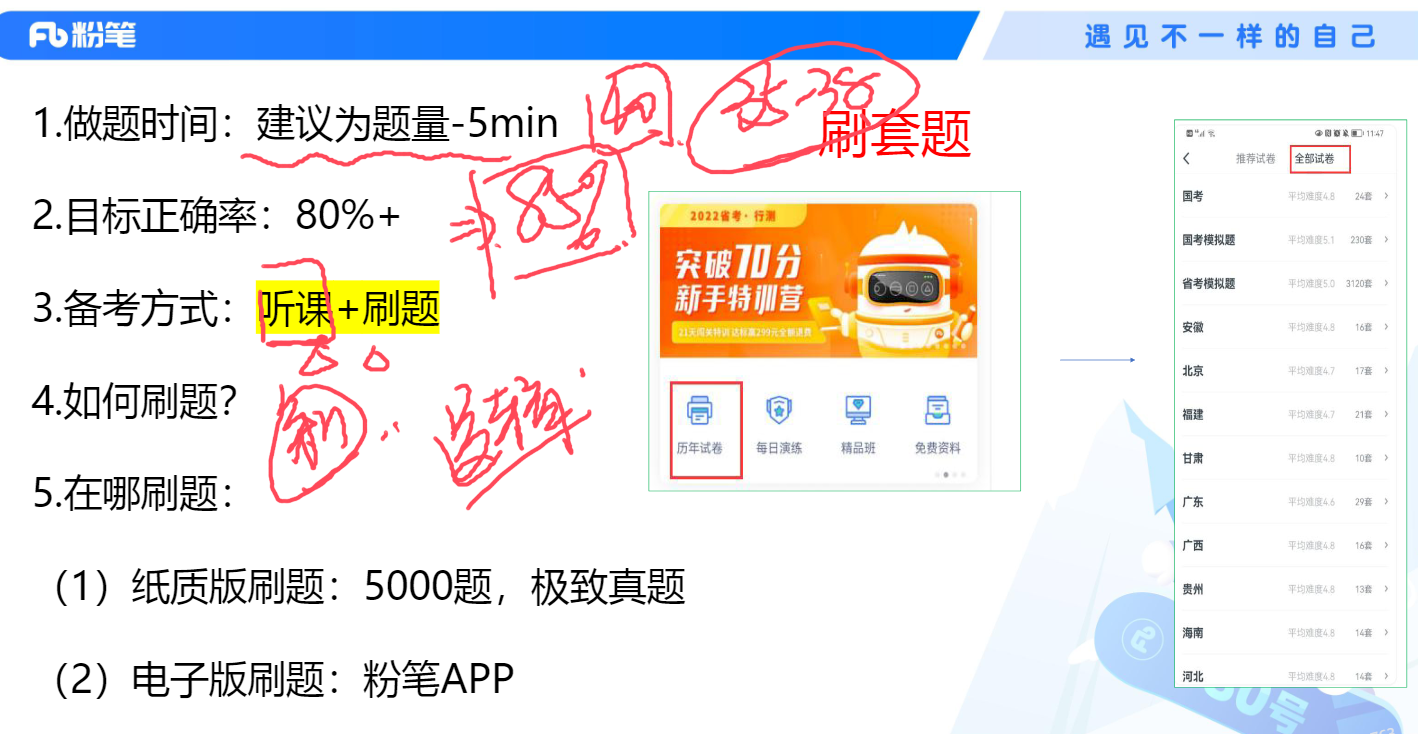 粉笔
遇见不一样的自己
1.做题时间：建议为题量-5min
刷套题
2.目标正确率：80%+
3.备考方式：听课+刷题
4.如何刷题？
5.在哪刷题：
（1）纸质版刷题：5000题，极致真题
（2）电子版刷题：粉笔APP
2022省考·行测
突破70分
新手特训营
21天闯关特训 达标赢299元全额退费
历年试卷
每日演练
精品班
免费资料
11:47
推荐试卷 全部试卷
国考 平均难度4.8 24套
国考模拟题 平均难度5.1 230套
省考模拟题 平均难度5.0 3120套
安徽 平均难度4.8 16套
北京 平均难度4.7 17套
福建 平均难度4.7 21套
甘肃 平均难度4.8 10套
广东 平均难度4.6 29套
广西 平均难度4.8 16套
贵州 平均难度4.8 13套
海南 平均难度4.8 14套
河北 平均难度4.8 14套